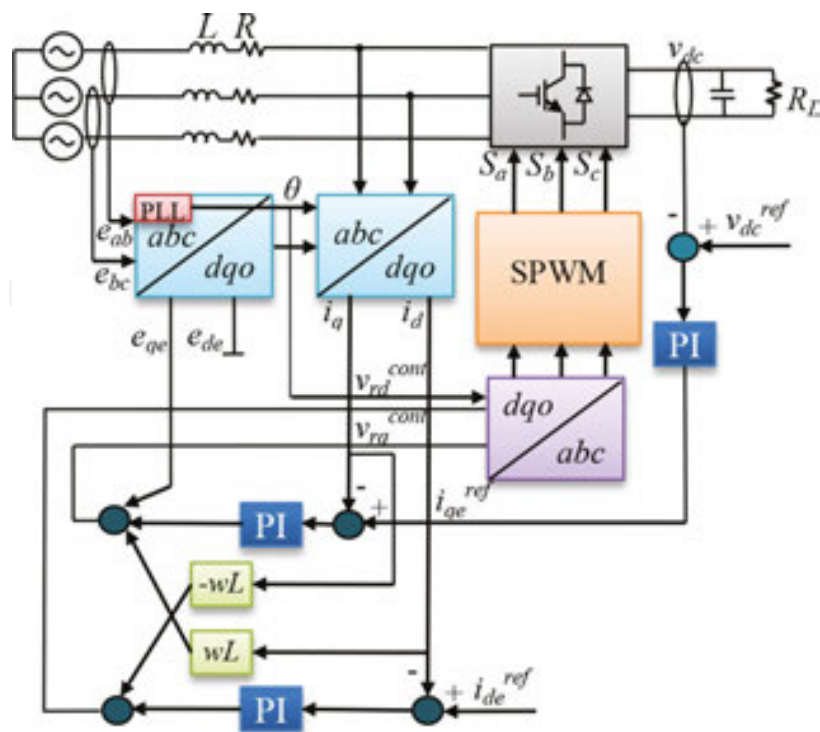 L R
v_dc
R_L
S_a S_b S_c
θ
PLL
e_ab
abc
dqo
e_bc
abc
dqo
SPWM
- + v_dc^ref
PI
i_q i_d
e_qe e_de
v_rd^cont
dqo
abc
v_rq^cont
- +
i_qe^ref
PI
-wL
wL
-
+ i_de^ref
PI